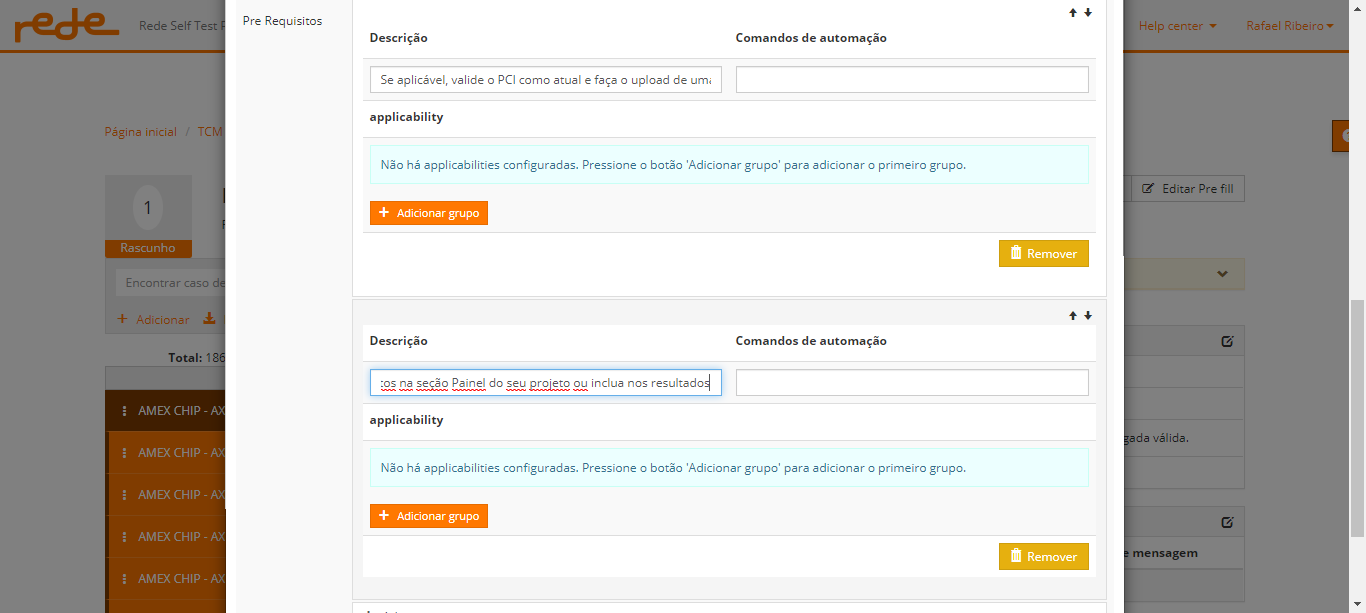 rede
Rede Self Test
Help center
Rafael Ribeiro
Pre Requisitos
Descrição
Comandos de automação
Se aplicável, valide o PCI como atual e faça o upload de uma
applicability
Não há applicabilities configuradas. Pressione o botão 'Adicionar grupo' para adicionar o primeiro grupo.
+ Adicionar grupo
Remover
Página inicial / TCM
1
Rascunho
Editar Pre fill
Encontrar caso de
+ Adicionar
Total: 186
Descrição
Comandos de automação
na seção Painel do seu projeto ou inclua nos resultados
applicability
Não há applicabilities configuradas. Pressione o botão 'Adicionar grupo' para adicionar o primeiro grupo.
+ Adicionar grupo
Remover
AMEX CHIP - AX
AMEX CHIP - AX
AMEX CHIP - AX
AMEX CHIP - AX
AMEX CHIP - AX
válida.
e mensagem